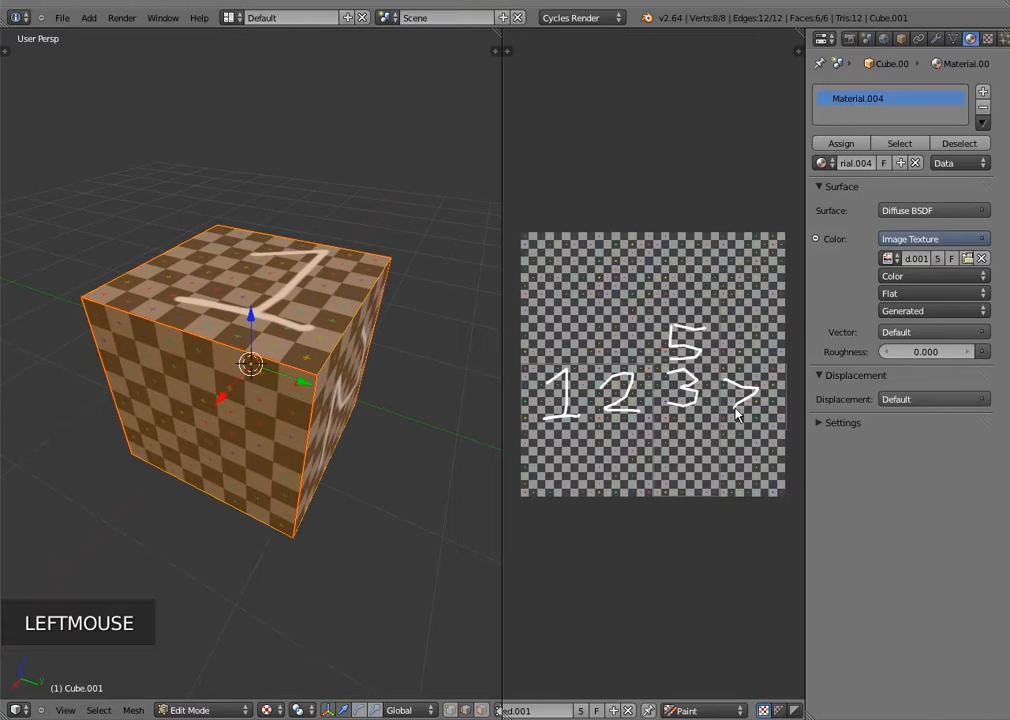 File Add Render Window Help Default Scene Cycles Render v2.64 | Verts:8/8 | Edges:12/12 | Faces:6/6 | Tris:12 | Cube.001
User Persp
Cube.00 Material.00
Material.004
Assign Select Deselect
rial.004 F Data
Surface
Surface: Diffuse BSDF
Color: Image Texture
d.001 5 F
Color
Flat
Generated
Vector: Default
Roughness: 0.000
Displacement
Displacement: Default
Settings
5
1 2 3
1
LEFTMOUSE
(1) Cube.001
View Select Mesh Edit Mode Global ed.001 5 F Paint